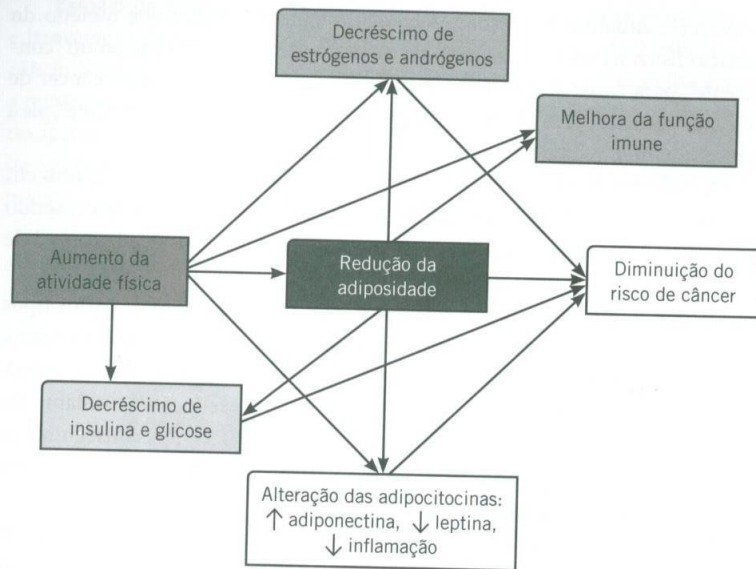 Decréscimo de
estrógenos e andrógenos
Melhora da função
imune
Aumento da
atividade física
Redução da
adiposidade
Diminuição do
risco de câncer
Decréscimo de
insulina e glicose
Alteração das adipocitocinas:
↑ adiponectina, ↓ leptina,
↓ inflamação